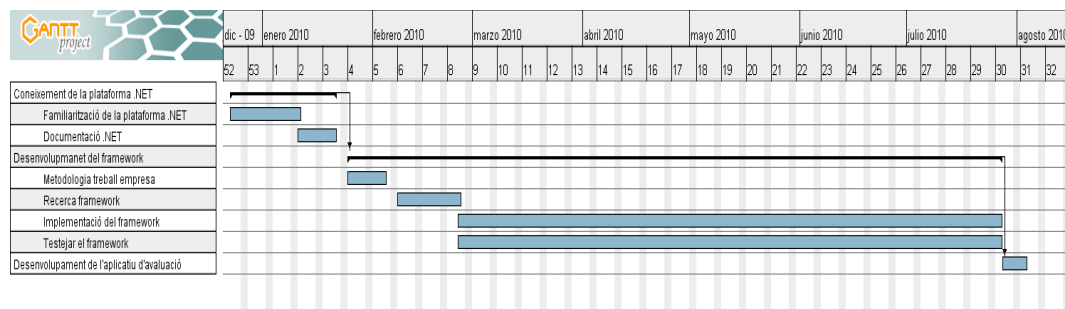 GANTT
project
dic - 09 enero 2010 febrero 2010 marzo 2010 abril 2010 mayo 2010 junio 2010 julio 2010 agosto 2010
52 53 1 2 3 4 5 6 7 8 9 10 11 12 13 14 15 16 17 18 19 20 21 22 23 24 25 26 27 28 29 30 31 32
Coneixement de la plataforma .NET
Familiarització de la plataforma .NET
Documentació .NET
Desenvolupmanet del framework
Metodologia treball empresa
Recerca framework
Implementació del framework
Testejar el framework
Desenvolupament de l'aplicatiu d'avaluació